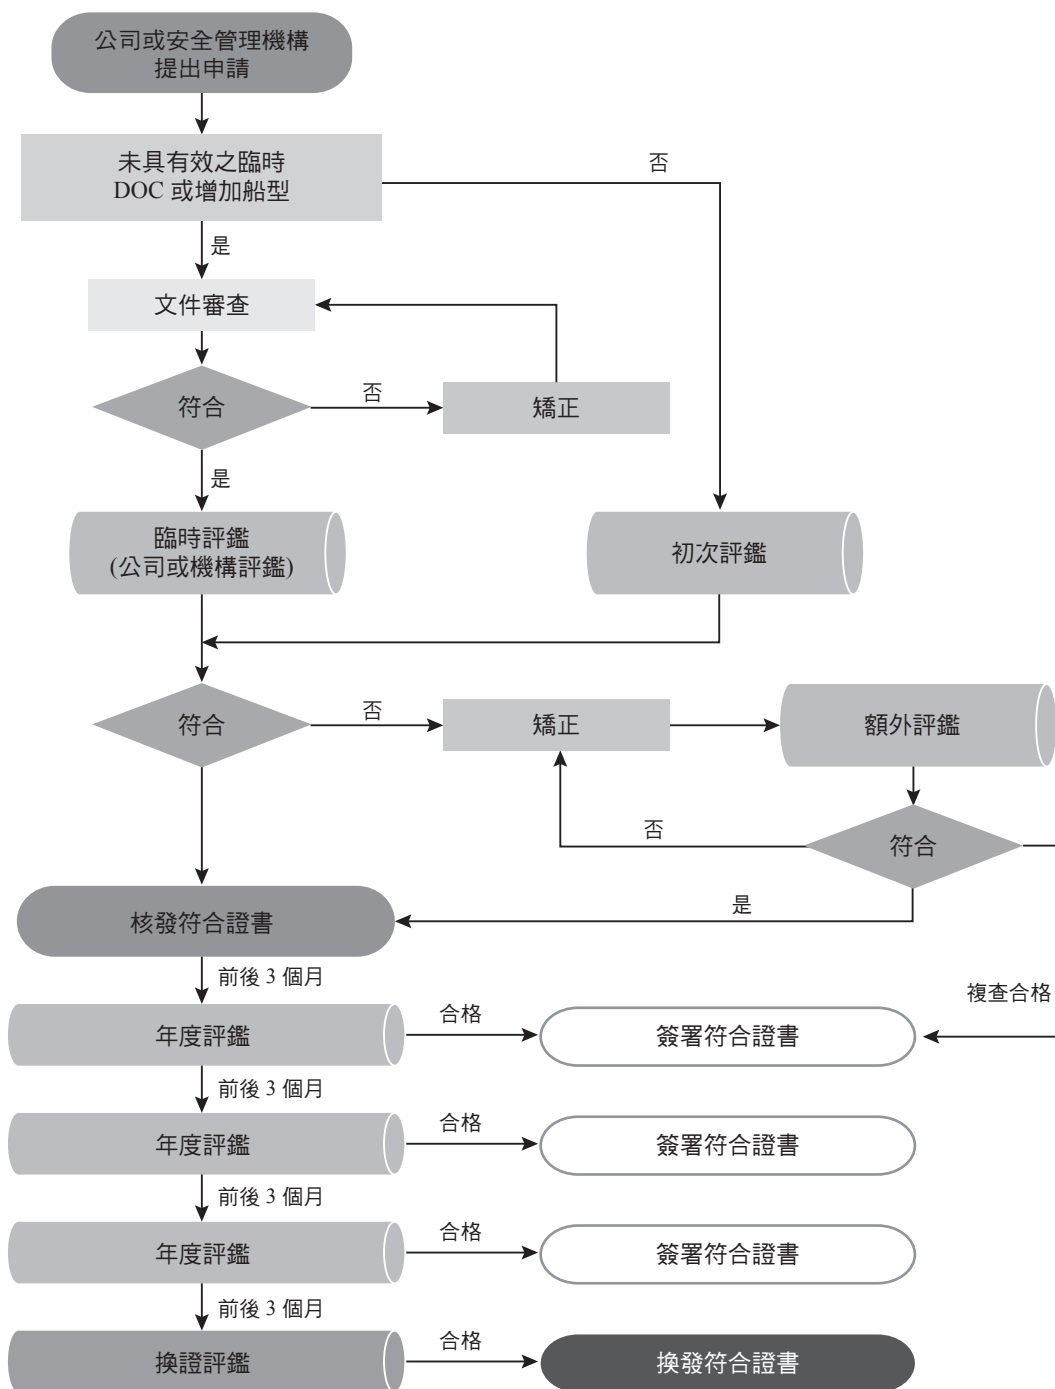 公司或安全管理機構
提出申請
未具有效之臨時
DOC 或增加船型
否
是
文件審查
符合
否
矯正
是
臨時評鑑
(公司或機構評鑑)
初次評鑑
符合
否
矯正
額外評鑑
否
符合
是
核發符合證書
前後 3 個月
複查合格
年度評鑑
合格
簽署符合證書
前後 3 個月
年度評鑑
合格
簽署符合證書
前後 3 個月
年度評鑑
合格
簽署符合證書
前後 3 個月
換證評鑑
合格
換發符合證書